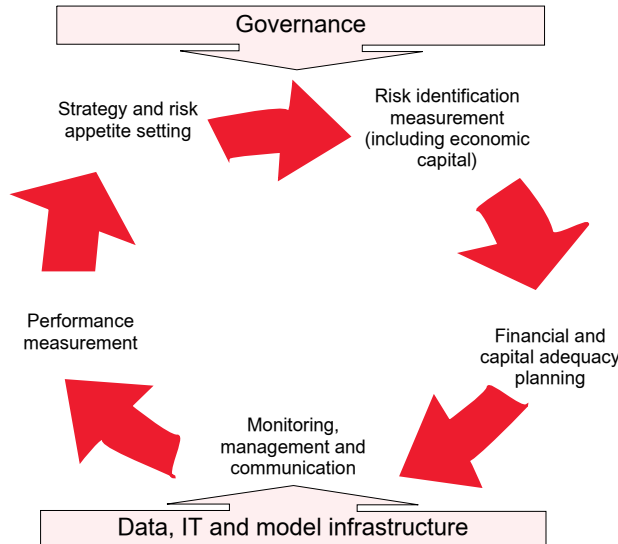 Governance
Strategy and risk
appetite setting
Risk identification
measurement
(including economic
capital)
Financial and
capital adequacy
planning
Monitoring,
management and
communication
Performance
measurement
Data, IT and model infrastructure